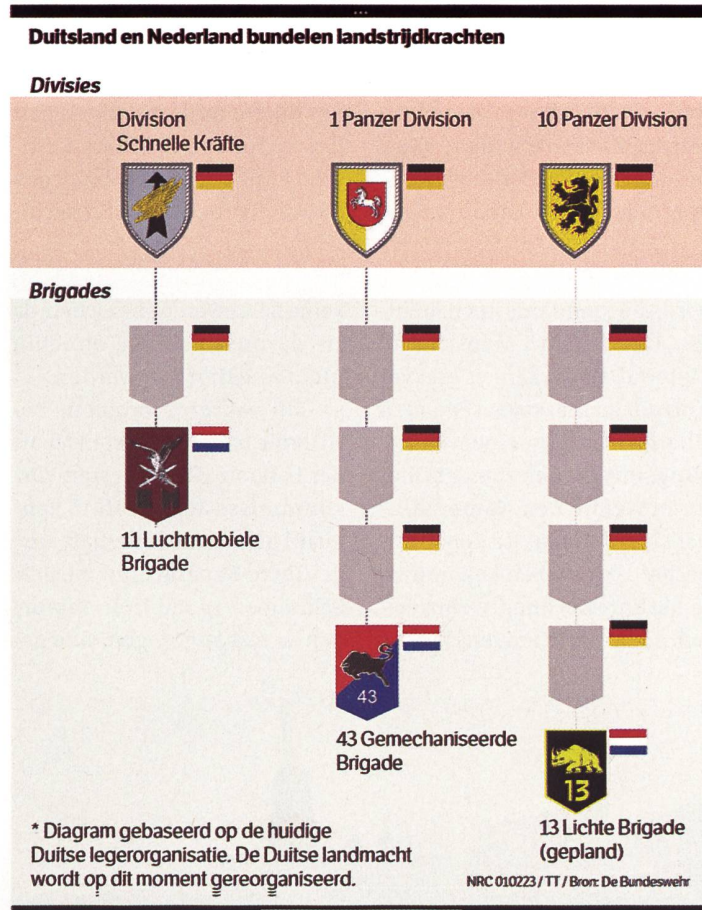 Duitsland en Nederland bundelen landstrijdkrachten
Divisies
Division
Schnelle Kräfte
1 Panzer Division
10 Panzer Division
Brigades
11 Luchtmobiele
Brigade
43
43 Gemechaniseerde
Brigade
13
13 Lichte Brigade
(gepland)
* Diagram gebaseerd op de huidige
Duitse legerorganisatie. De Duitse landmacht
wordt op dit moment gereorganiseerd.
NRC 010223 / TT / Bron: De Bundeswehr